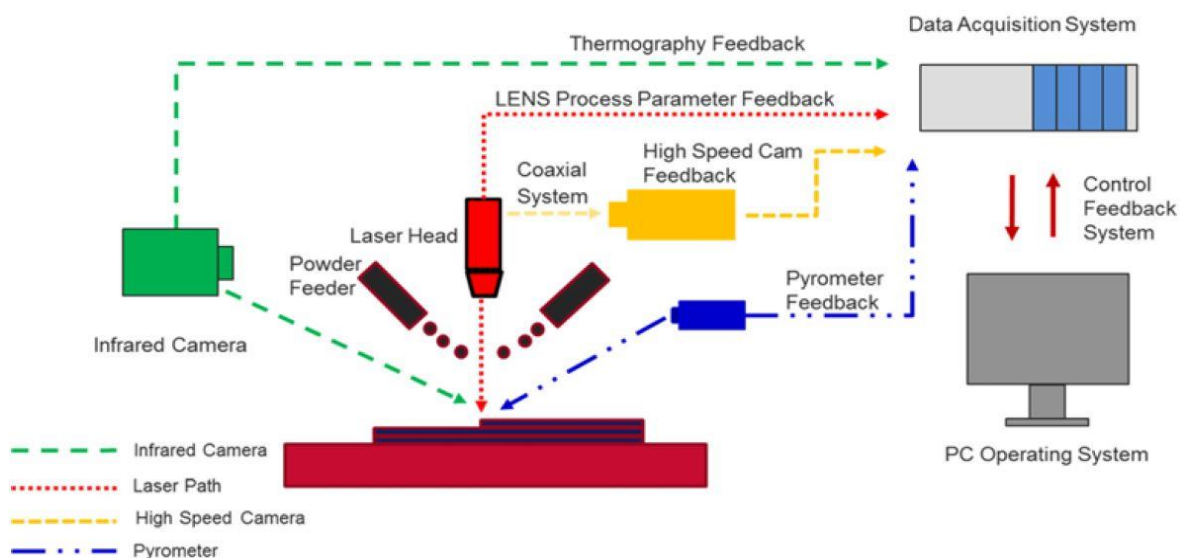 Data Acquisition System
Thermography Feedback
LENS Process Parameter Feedback
High Speed Cam
Feedback
Coaxial
System
Control
Feedback
System
Laser Head
Powder
Feeder
Pyrometer
Feedback
Infrared Camera
PC Operating System
Infrared Camera
Laser Path
High Speed Camera
Pyrometer